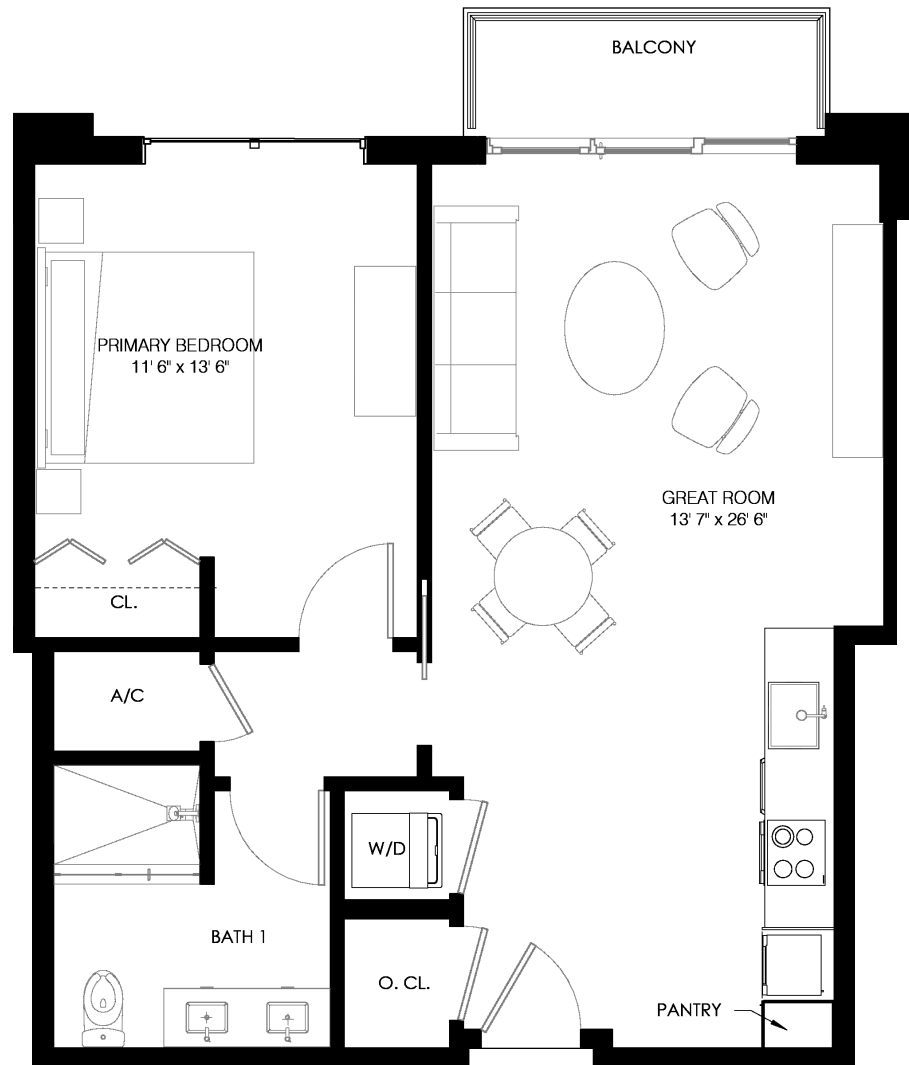 BALCONY
PRIMARY BEDROOM
11' 6" x 13' 6"
GREAT ROOM
13' 7" x 26' 6"
CL.
A/C
W/D
BATH 1
O. CL.
PANTRY